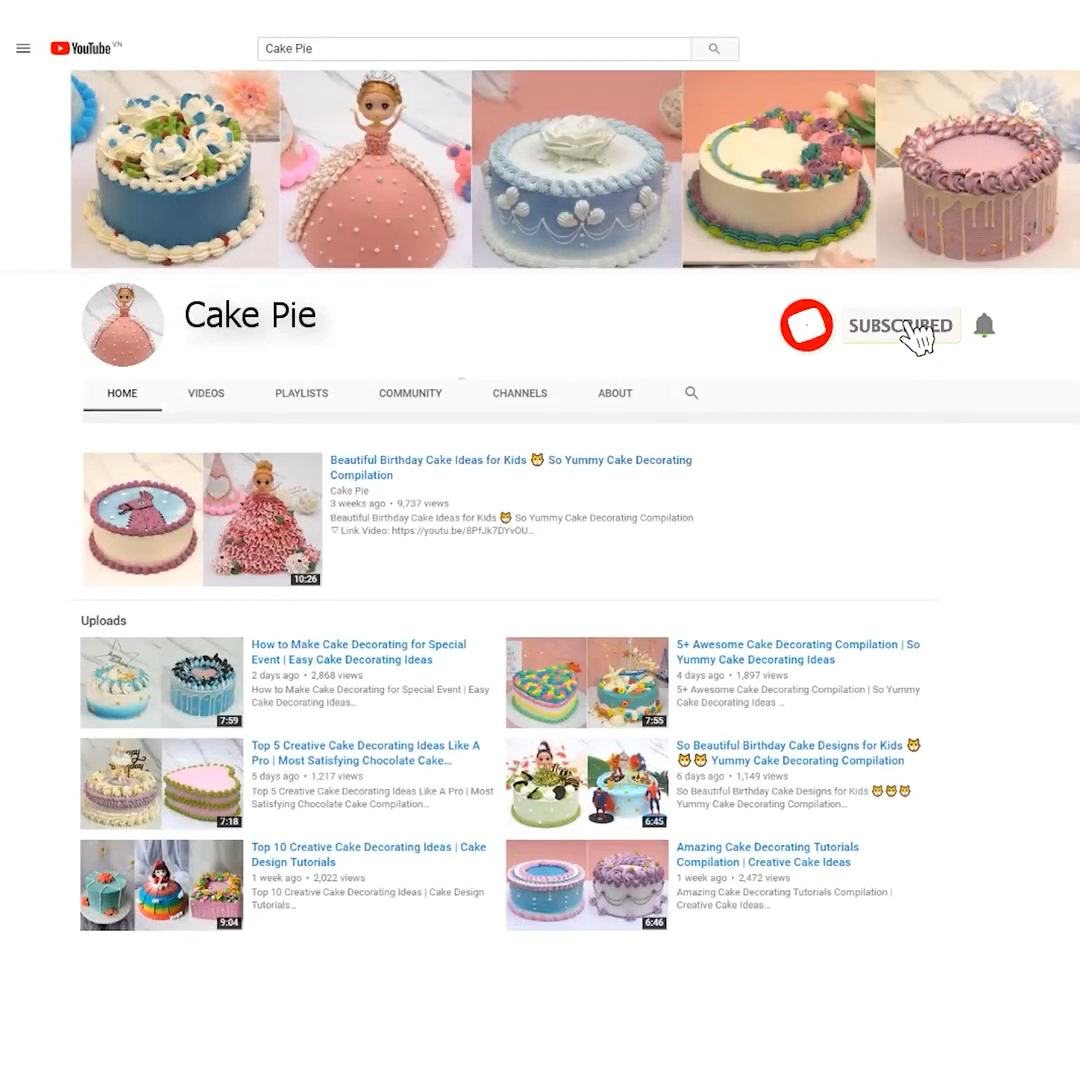 YouTube VN
Cake Pie
Cake Pie
SUBSCRIBED
HOME VIDEOS PLAYLISTS COMMUNITY CHANNELS ABOUT
Beautiful Birthday Cake Ideas for Kids 😺 So Yummy Cake Decorating
Compilation
Cake Pie
3 weeks ago • 9,737 views
Beautiful Birthday Cake Ideas for Kids 😺 So Yummy Cake Decorating Compilation
▽ Link Video: https://youtu.be/8PfJk7DYvOU...
10:26
Uploads
How to Make Cake Decorating for Special
Event | Easy Cake Decorating Ideas
2 days ago • 2,868 views
How to Make Cake Decorating for Special Event | Easy
Cake Decorating Ideas...
7:59
5+ Awesome Cake Decorating Compilation | So
Yummy Cake Decorating Ideas
4 days ago • 1,897 views
5+ Awesome Cake Decorating Compilation | So Yummy
Cake Decorating Ideas ...
7:55
Top 5 Creative Cake Decorating Ideas Like A
Pro | Most Satisfying Chocolate Cake...
5 days ago • 1,217 views
Top 5 Creative Cake Decorating Ideas Like A Pro | Most
Satisfying Chocolate Cake Compilation...
7:18
So Beautiful Birthday Cake Designs for Kids 😺
😺😺 Yummy Cake Decorating Compilation
6 days ago • 1,149 views
So Beautiful Birthday Cake Designs for Kids 😺😺😺
Yummy Cake Decorating Compilation...
6:45
Top 10 Creative Cake Decorating Ideas | Cake
Design Tutorials
1 week ago • 2,022 views
Top 10 Creative Cake Decorating Ideas | Cake Design
Tutorials...
9:04
Amazing Cake Decorating Tutorials
Compilation | Creative Cake Ideas
1 week ago • 2,472 views
Amazing Cake Decorating Tutorials Compilation |
Creative Cake Ideas...
6:46